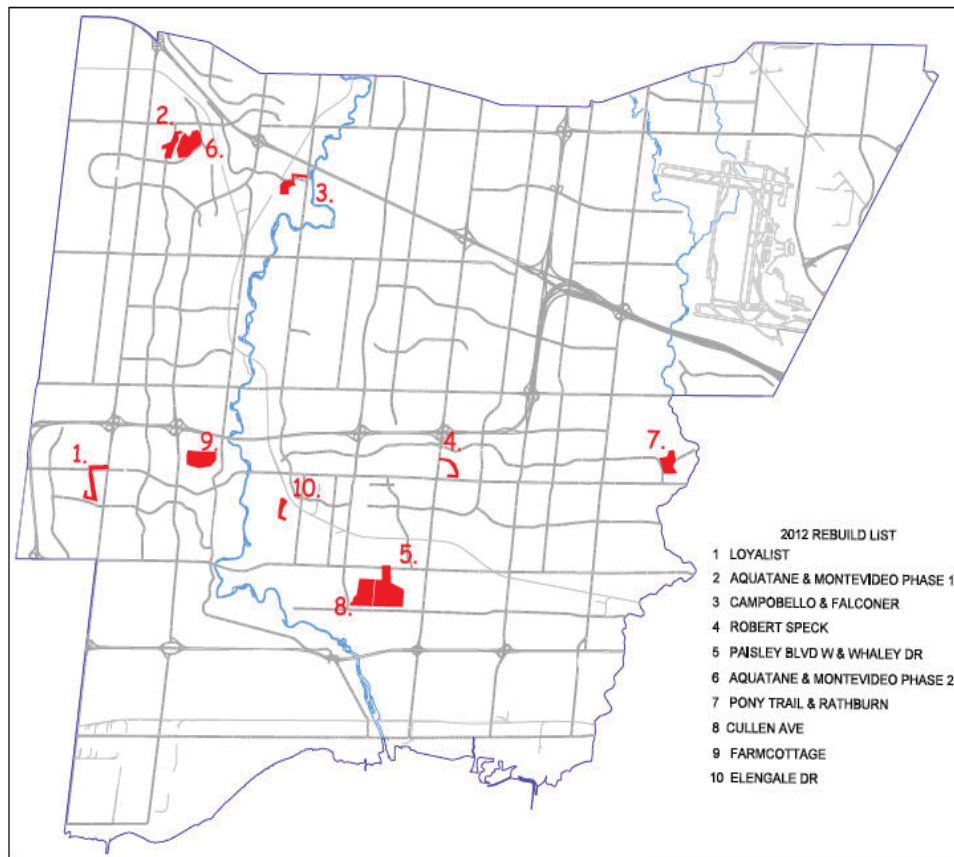 2.
6.
3.
4.
7.
9.
1.
10.
5.
8.
2012 REBUILD LIST
1 LOYALIST
2 AQUATANE & MONTEVIDEO PHASE 1
3 CAMPOBELLO & FALCONER
4 ROBERT SPECK
5 PAISLEY BLVD W & WHALEY DR
6 AQUATANE & MONTEVIDEO PHASE 2
7 PONY TRAIL & RATHBURN
8 CULLEN AVE
9 FARMCOTTAGE
10 ELENGALE DR